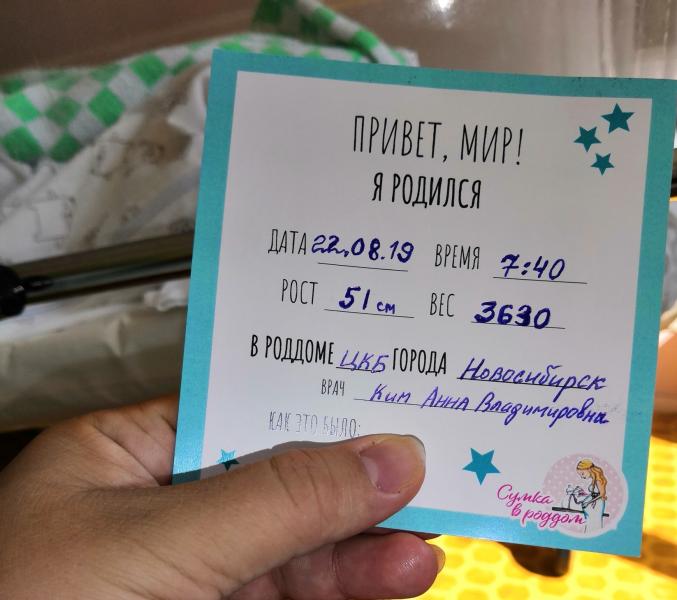 ПРИВЕТ, МИР!
Я РОДИЛСЯ
ДАТА 22.08.19 ВРЕМЯ 7:40
РОСТ 51 см ВЕС 3630
В РОДДОМЕ ЦКБ ГОРОДА Новосибирск
ВРАЧ Ким Анна Владимировна
КАК ЭТО БЫЛО:
Сумка
в роддом